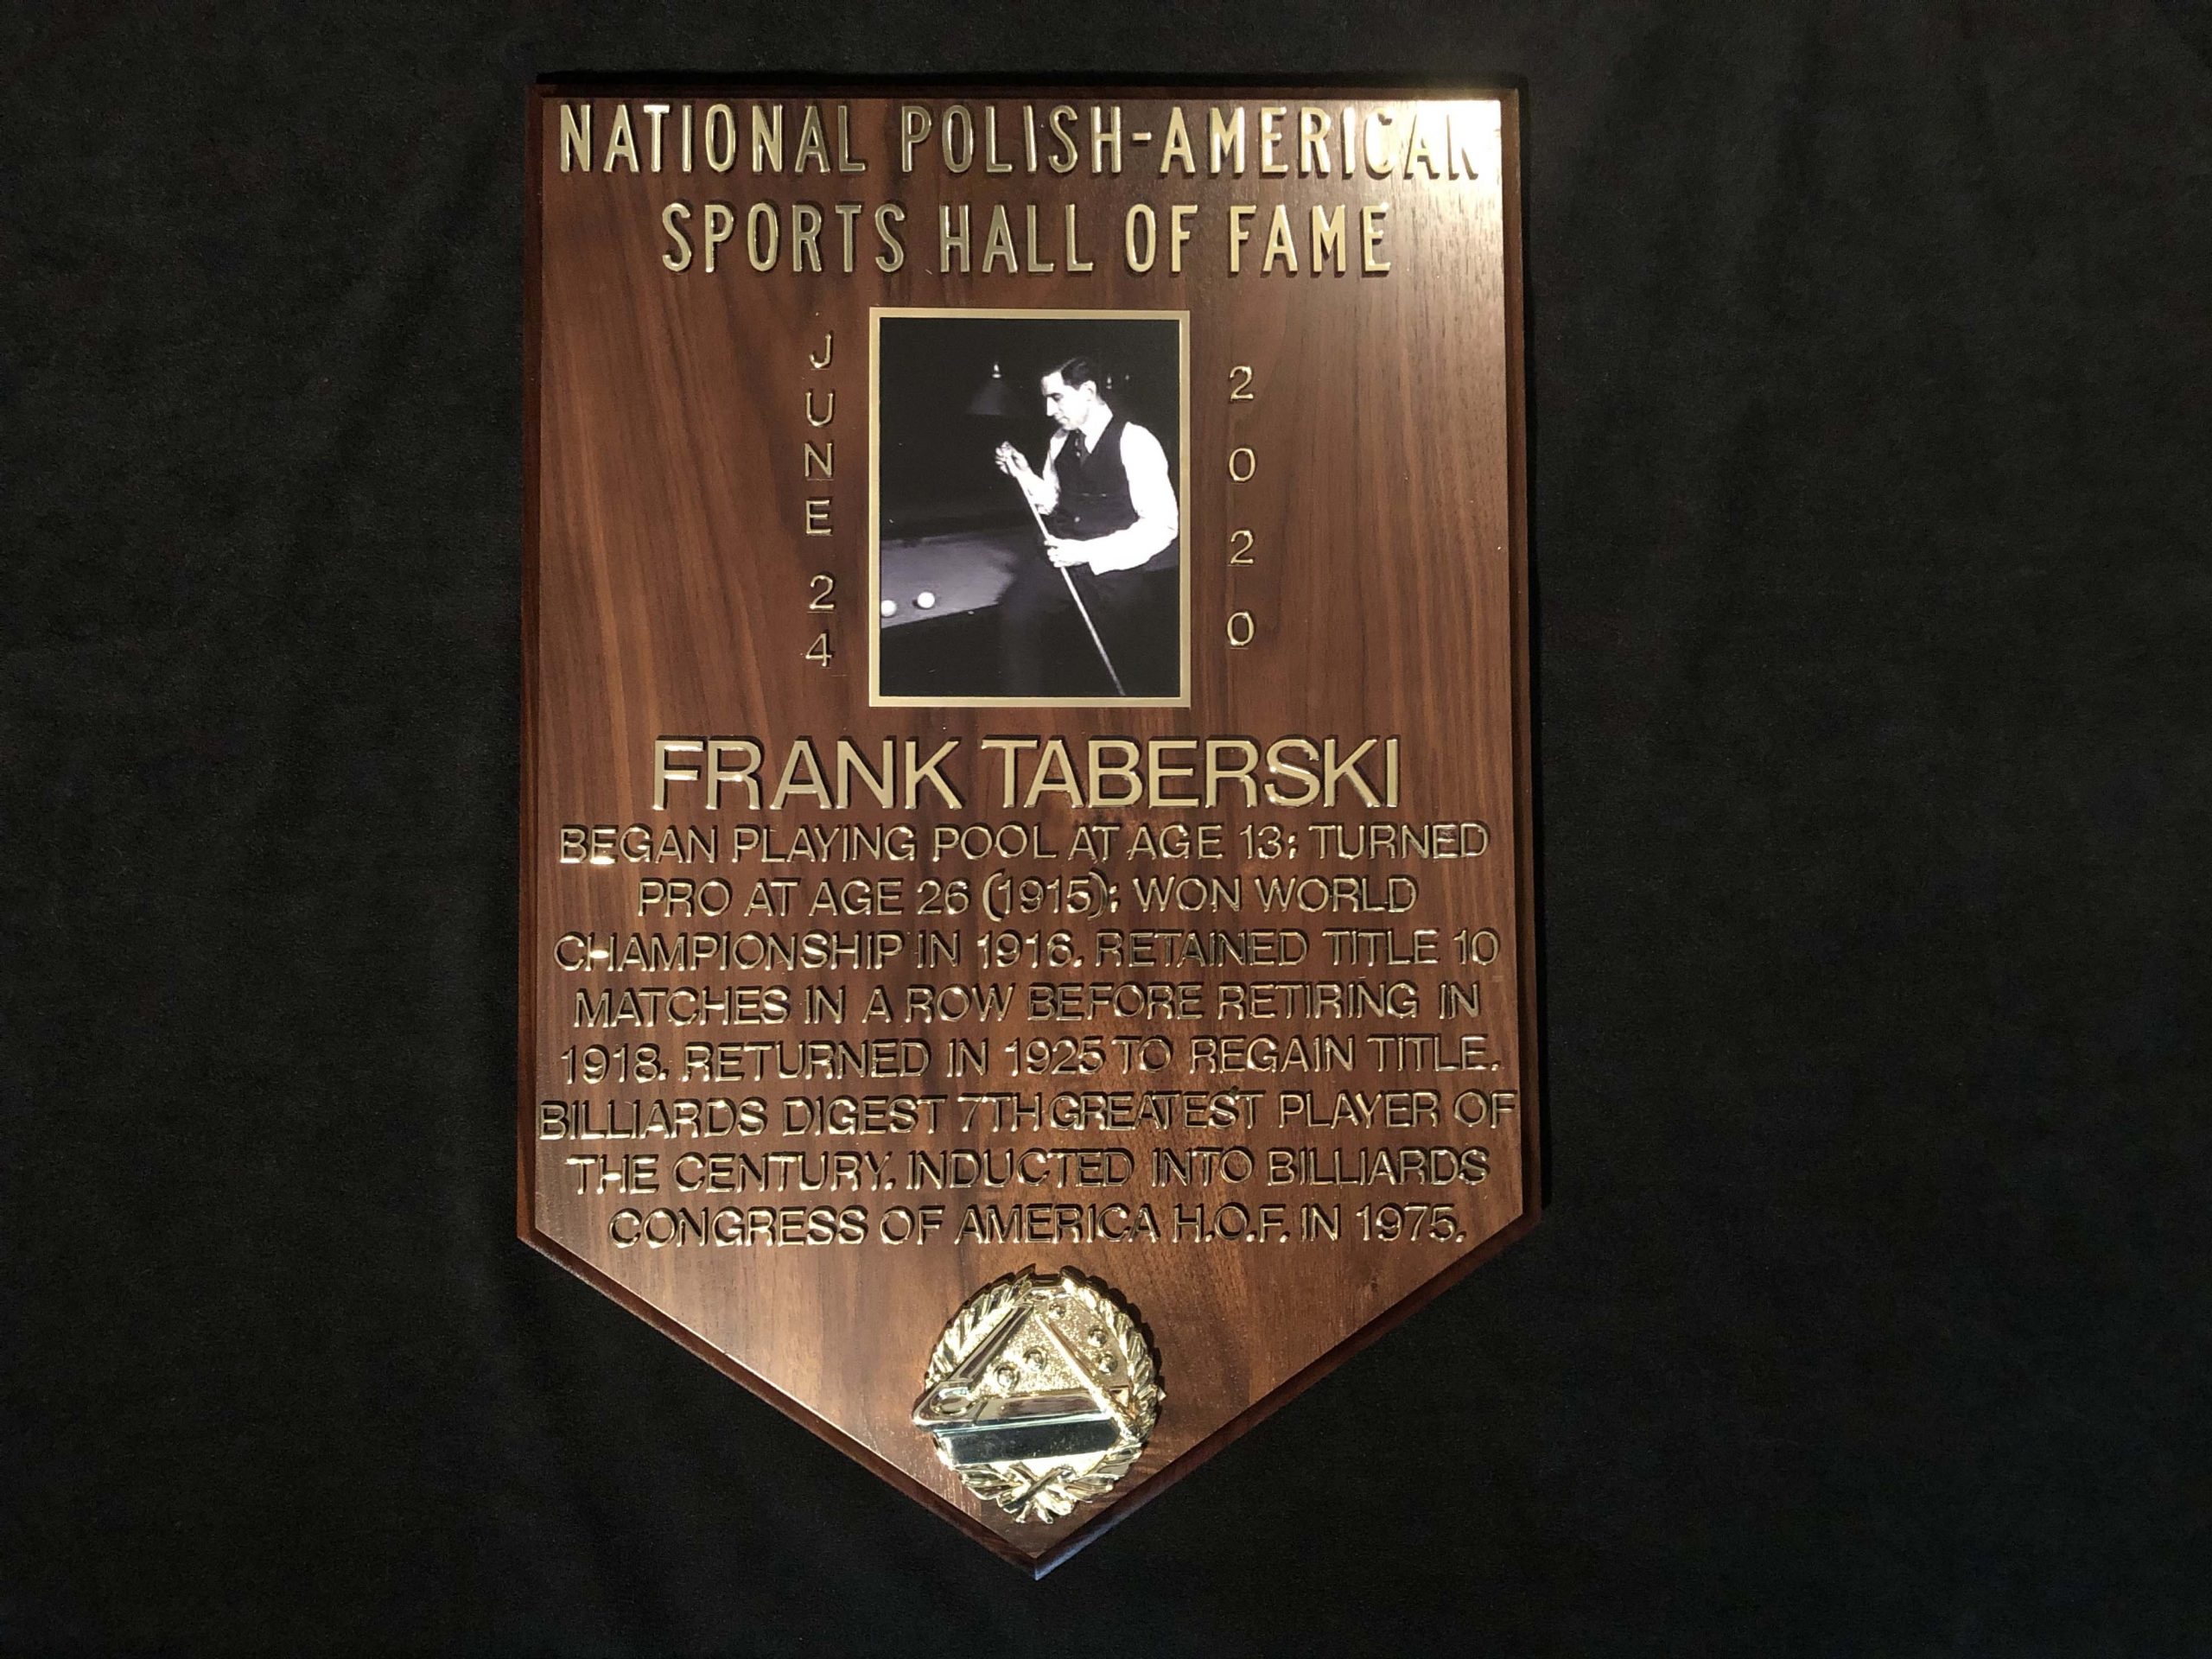 NATIONAL POLISH-AMERICAN
SPORTS HALL OF FAME
JUNE 24
2020
FRANK TABERSKI
BEGAN PLAYING POOL AT AGE 13; TURNED
PRO AT AGE 26 (1915); WON WORLD
CHAMPIONSHIP IN 1916. RETAINED TITLE 10
MATCHES IN A ROW BEFORE RETIRING IN
1918. RETURNED IN 1925 TO REGAIN TITLE.
BILLIARDS DIGEST 7TH GREATEST PLAYER OF
THE CENTURY. INDUCTED INTO BILLIARDS
CONGRESS OF AMERICA H.O.F. IN 1975.